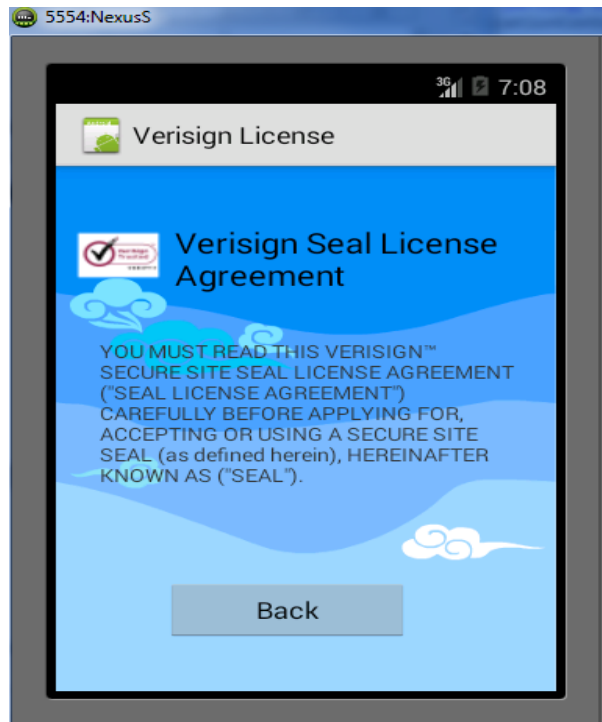 5554:NexusS
3G 7:08
Verisign License
Verisign Seal License
Agreement
YOU MUST READ THIS VERISIGN™
SECURE SITE SEAL LICENSE AGREEMENT
("SEAL LICENSE AGREEMENT")
CAREFULLY BEFORE APPLYING FOR,
ACCEPTING OR USING A SECURE SITE
SEAL (as defined herein), HEREINAFTER
KNOWN AS ("SEAL").
Back